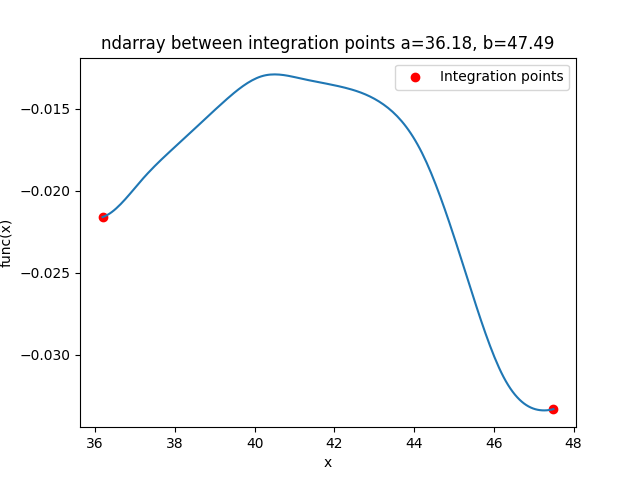 ndarray between integration points a=36.18, b=47.49
Integration points
−0.015
−0.020
−0.025
−0.030
func(x)
36
38
40
42
44
46
48
x